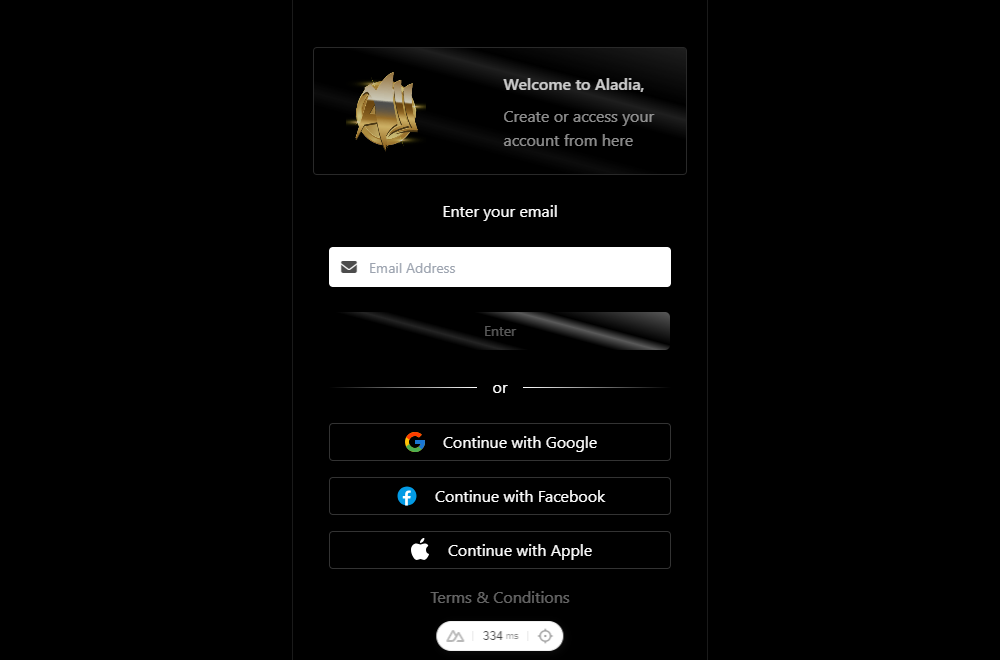 Welcome to Aladia,
Create or access your
account from here
Enter your email
Email Address
Enter
or
Continue with Google
Continue with Facebook
Continue with Apple
Terms & Conditions
334 ms